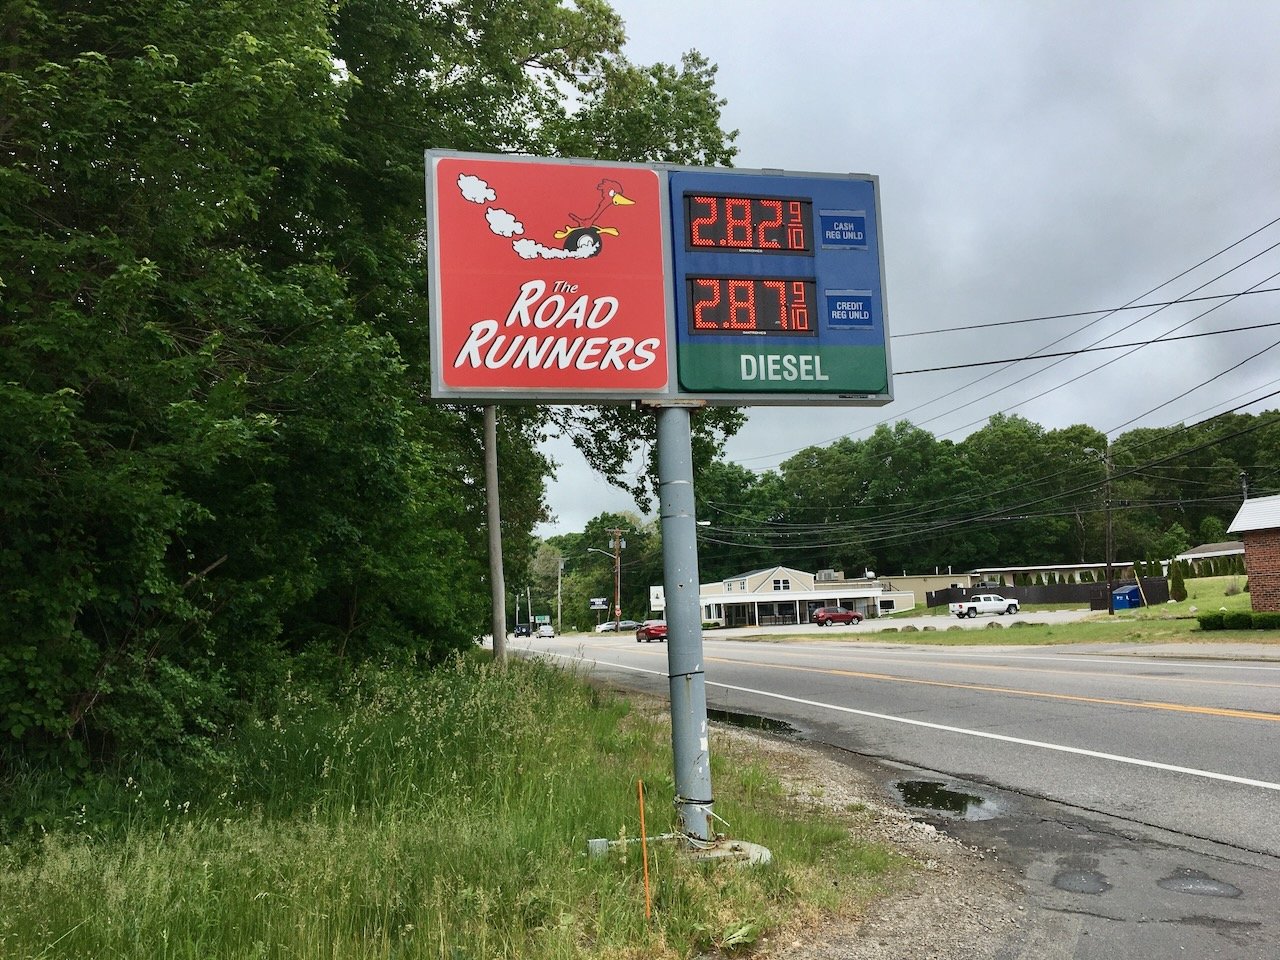 The
ROAD
RUNNERS
2.82 9/10
CASH
REG UNLD
2.87 9/10
CREDIT
REG UNLD
DIESEL